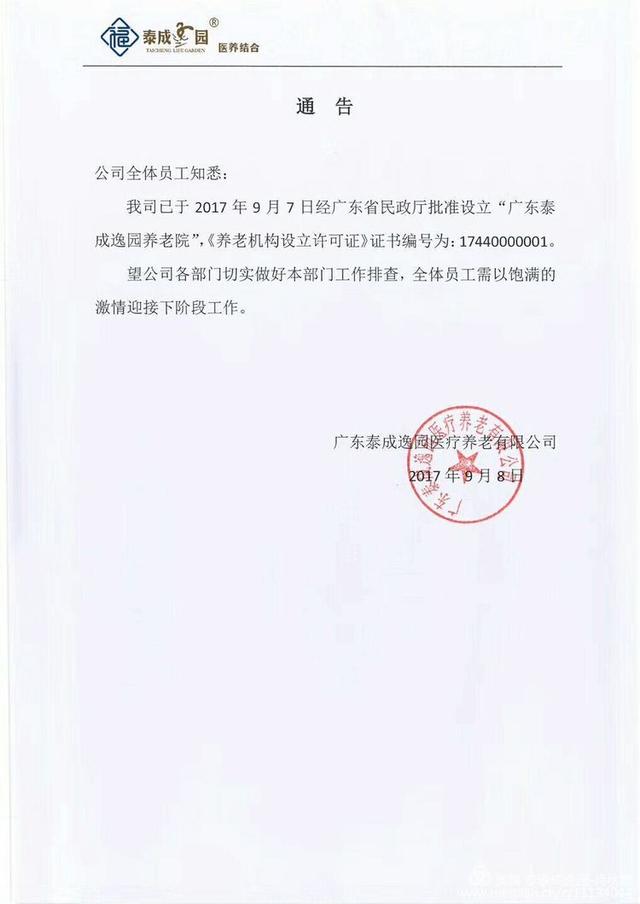 福
泰成逸园®
TAICHENG LIFE GARDEN
医养结合
通 告
公司全体员工知悉：
我司已于 2017 年 9 月 7 日经广东省民政厅批准设立“广东泰
成逸园养老院”，《养老机构设立许可证》证书编号为：17440000001。
望公司各部门切实做好本部门工作排查，全体员工需以饱满的
激情迎接下阶段工作。
广东泰成逸园医疗养老有限公司
2017 年 9 月 8 日
广东泰成逸园医疗养老有限公司